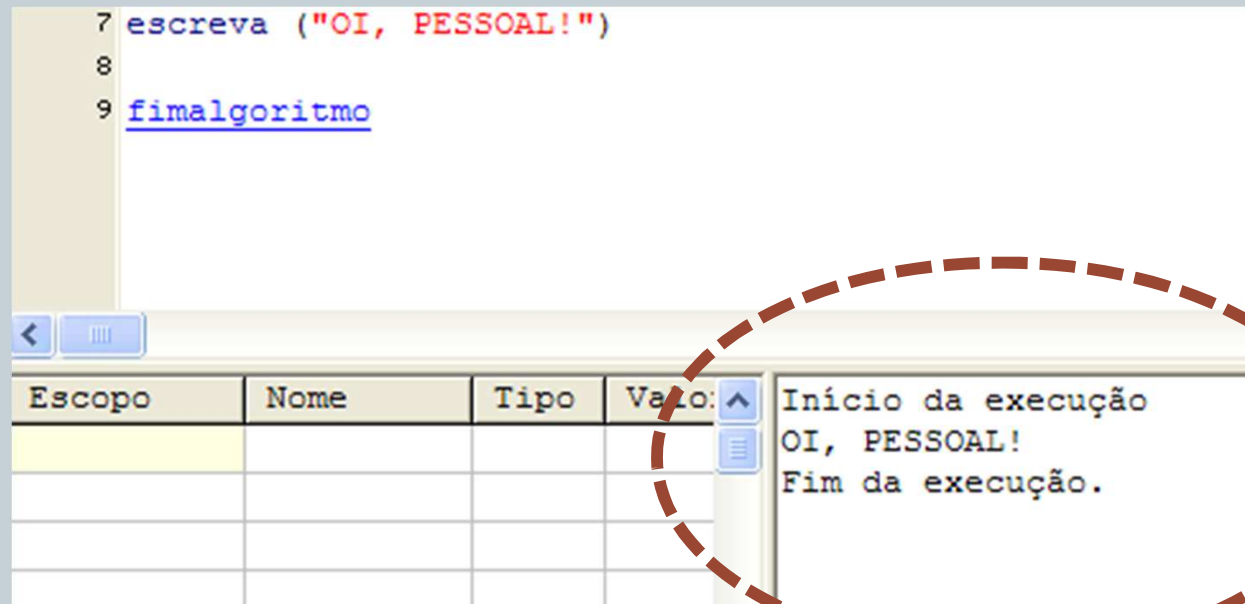 7 escreva ("OI, PESSOAL!")
8
9 fimalgoritmo
Escopo Nome Tipo
Início da execução
OI, PESSOAL!
Fim da execução.